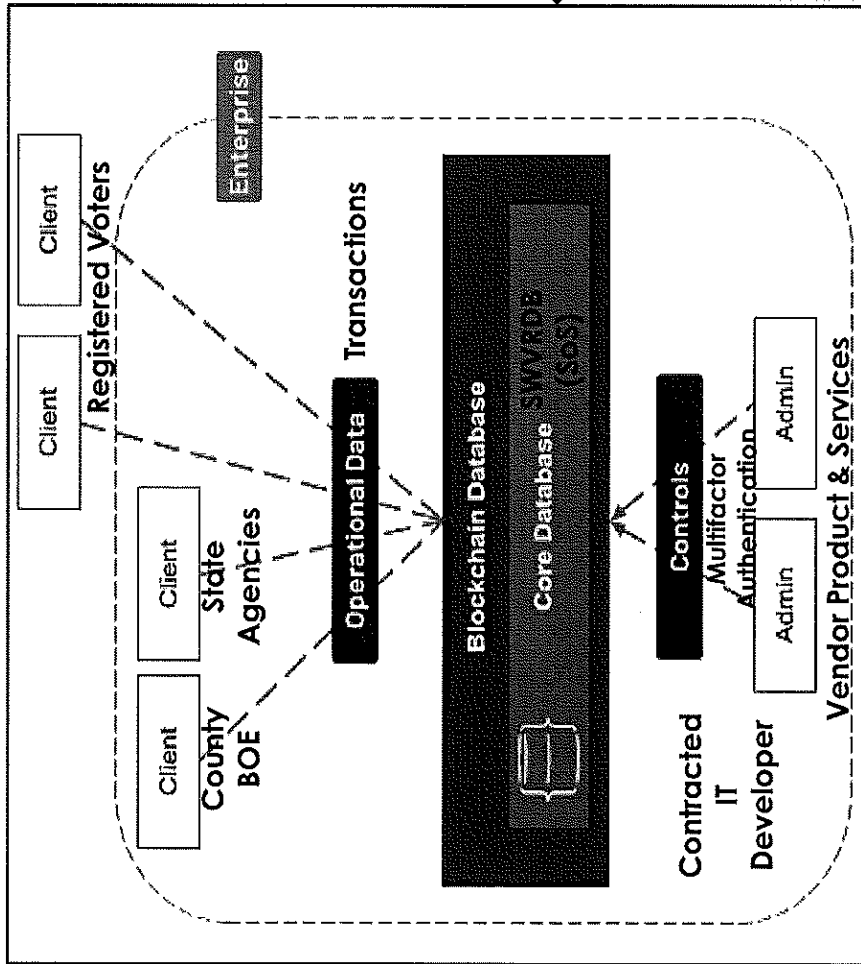 Client
Client
Client
Client
Registered Voters
County
BOE
State
Agencies
Enterprise
Operational Data
Transactions
Blockchain Database
Core Database
SWVRDB
(SoS)
Controls
Multifactor
Authentication
Contracted
IT
Developer
Admin
Admin
Vendor Product & Services